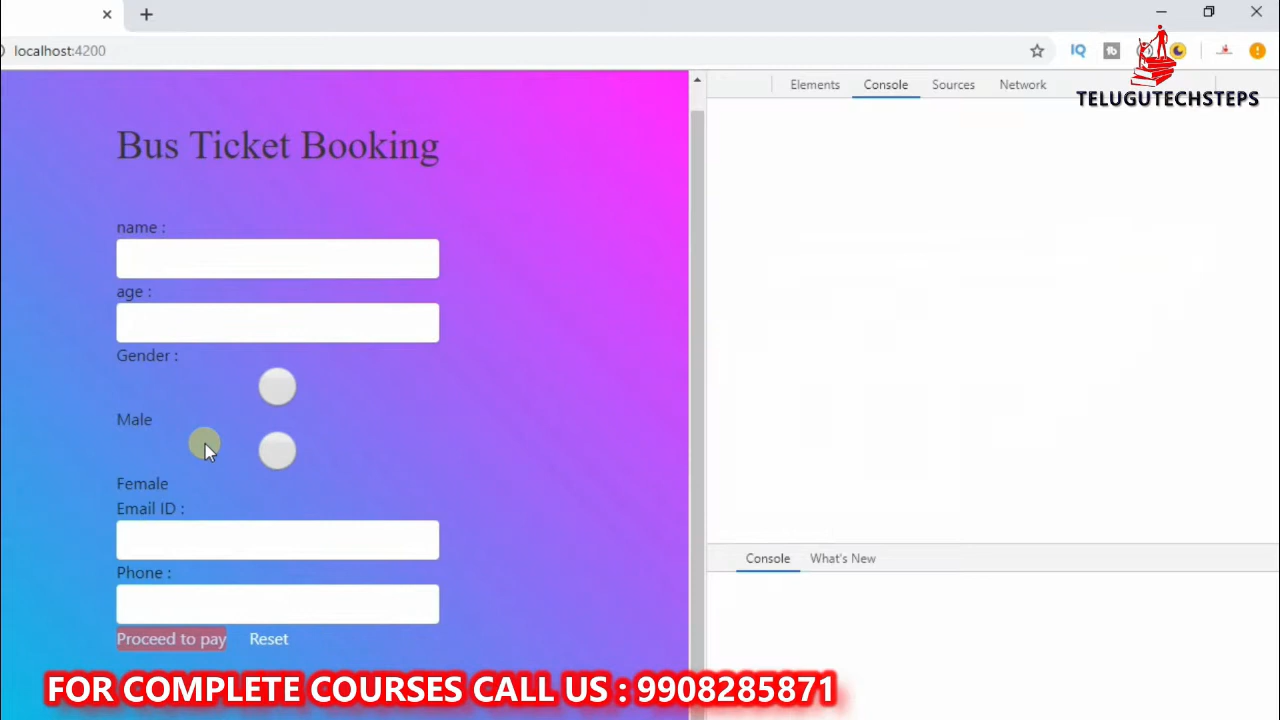 localhost:4200
IQ
Elements Console Sources Network
TELUGUTECHSTEPS
Bus Ticket Booking
name :
age :
Gender :
Male
Female
Email ID :
Phone :
Proceed to pay Reset
Console What's New
FOR COMPLETE COURSES CALL US : 9908285871